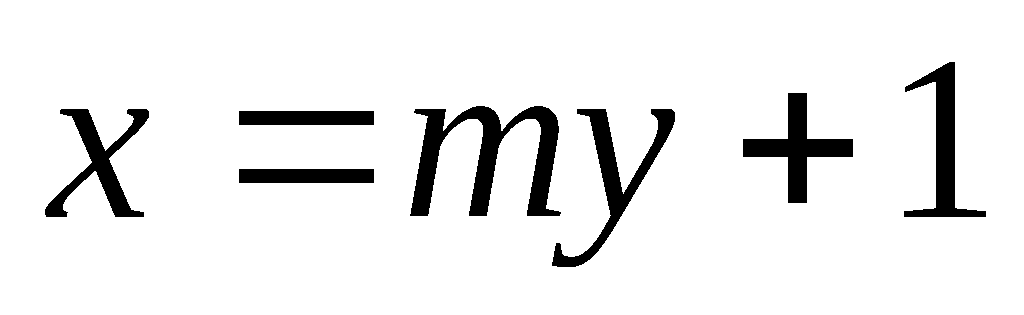 x = my + 1